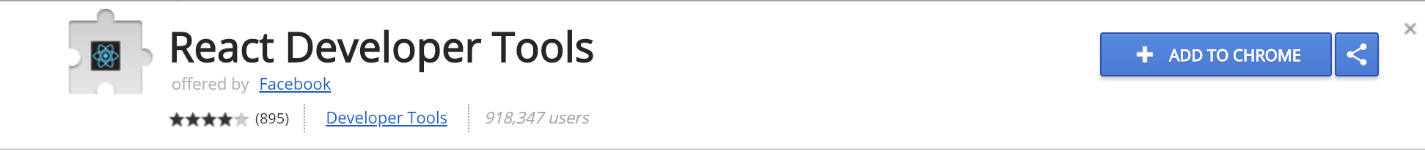 React Developer Tools
ADD TO CHROME
offered by Facebook
(895) Developer Tools 918,347 users